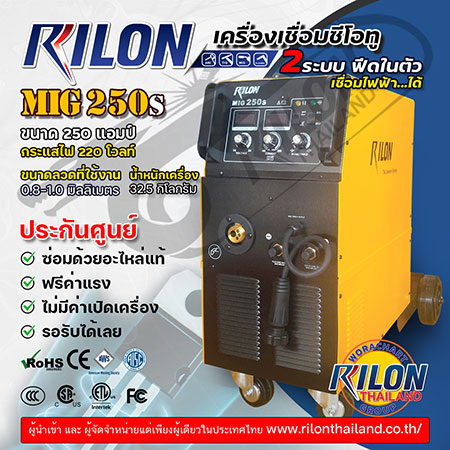 RILON
เครื่องเชื่อมซีโอทู
2 ระบบ ฟีดในตัว
เชื่อมไฟฟ้า...ได้
MIG 250S
ขนาด 250 แอมป์
กระแสไฟ 220 โวลท์
ขนาดลวดที่ใช้งาน
0.8-1.0 มิลลิเมตร
น้ำหนักเครื่อง
32.5 กิโลกรัม
ประกันศูนย์
ซ่อมด้วยอะไหล่แท้
ฟรีค่าแรง
ไม่มีค่าเปิดเครื่อง
รอรับได้เลย
RILON
MIG 250S
RILON
RoHS CE AWS
CCC CSA Intertek ETL FC
WORACHART
RILON
THAILAND
GROUP
ผู้นำเข้า และ ผู้จัดจำหน่ายแต่เพียงผู้เดียวในประเทศไทย www.rilonthailand.co.th/